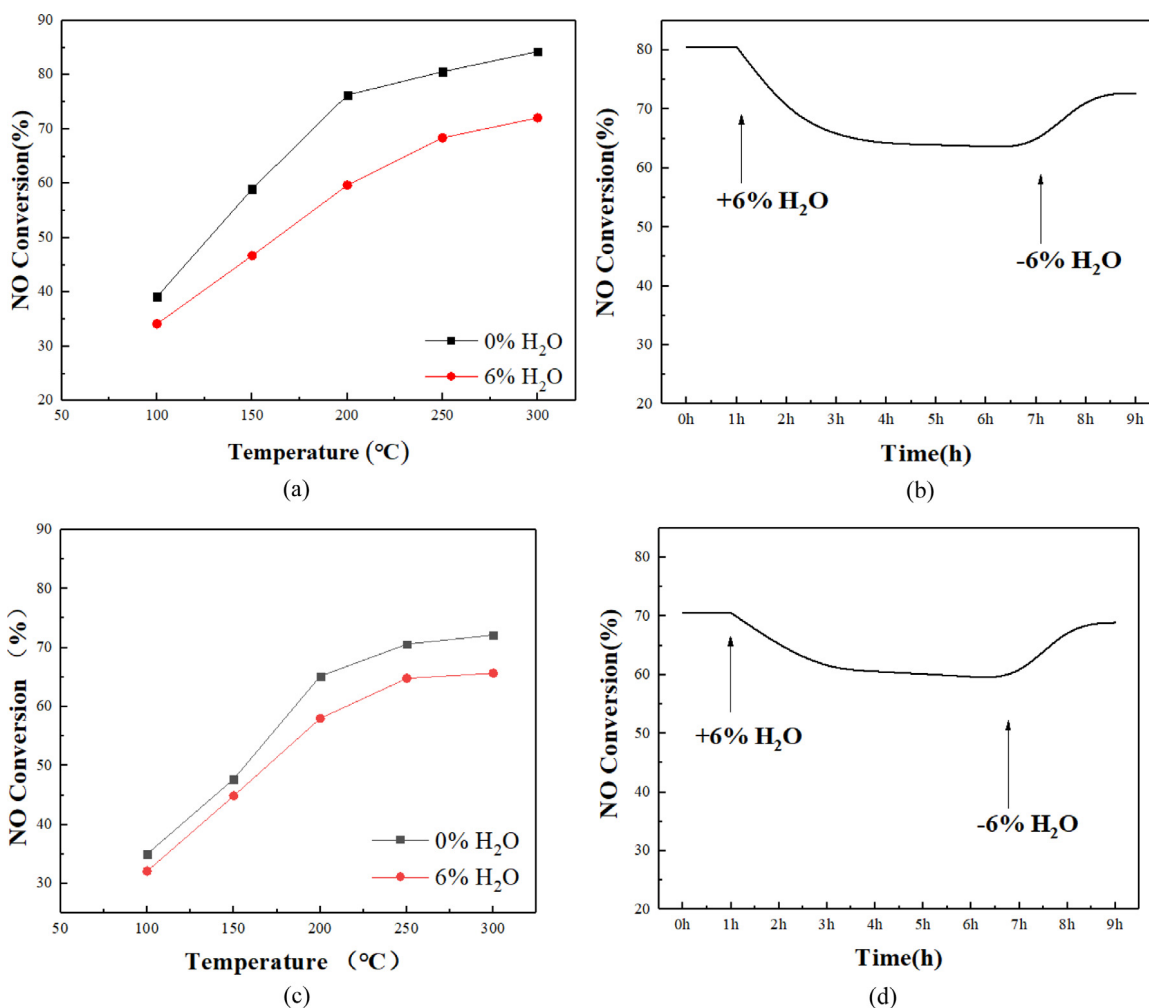 90
80
70
60
50
40
30
20
50
100
150
200
250
300
NO Conversion(%)
Temperature (℃)
0% H₂O
6% H₂O
(a)
80
70
60
50
40
30
20
0h
1h
2h
3h
4h
5h
6h
7h
8h
9h
NO Conversion(%)
Time(h)
+6% H₂O
-6% H₂O
(b)
90
80
70
60
50
40
30
50
100
150
200
250
300
NO Conversion（%）
Temperature （℃）
0% H₂O
6% H₂O
(c)
80
70
60
50
40
30
20
0h
1h
2h
3h
4h
5h
6h
7h
8h
9h
NO Conversion(%)
Time(h)
+6% H₂O
-6% H₂O
(d)